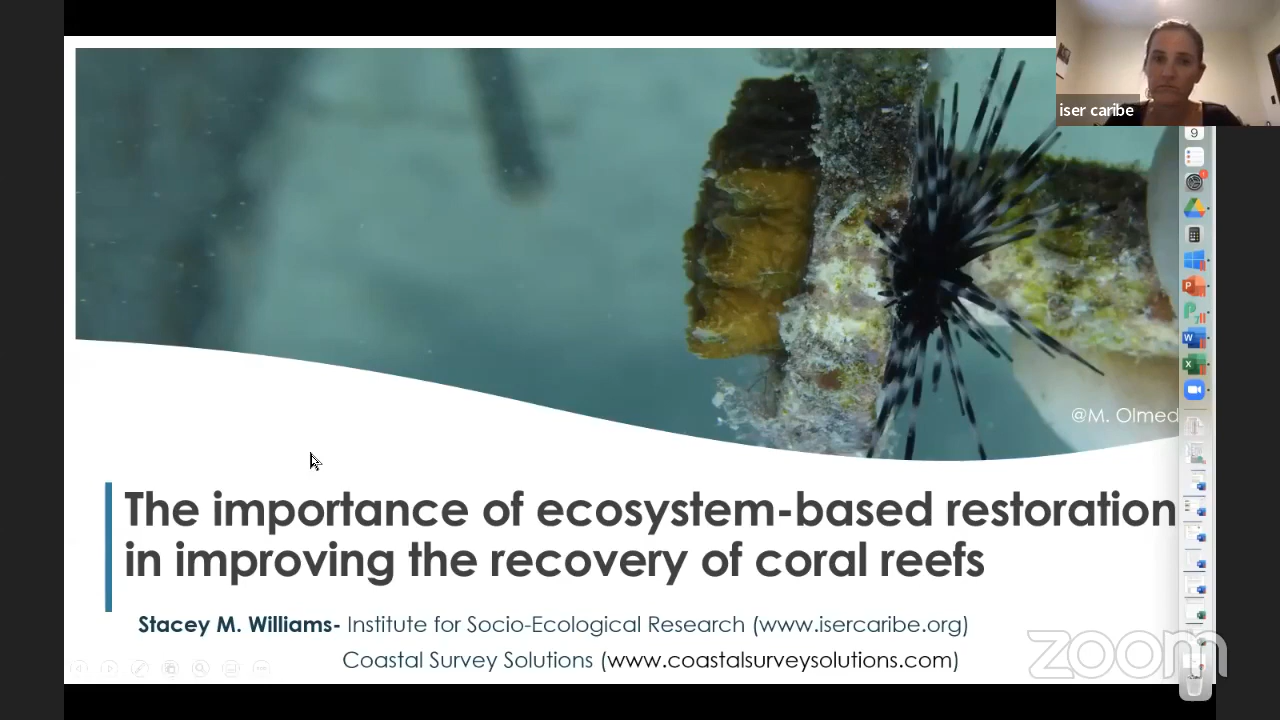 iser caribe
9
@M. Olmed
The importance of ecosystem-based restoration
in improving the recovery of coral reefs
Stacey M. Williams- Institute for Socio-Ecological Research (www.isercaribe.org)
Coastal Survey Solutions (www.coastalsurveysolutions.com)
zoom